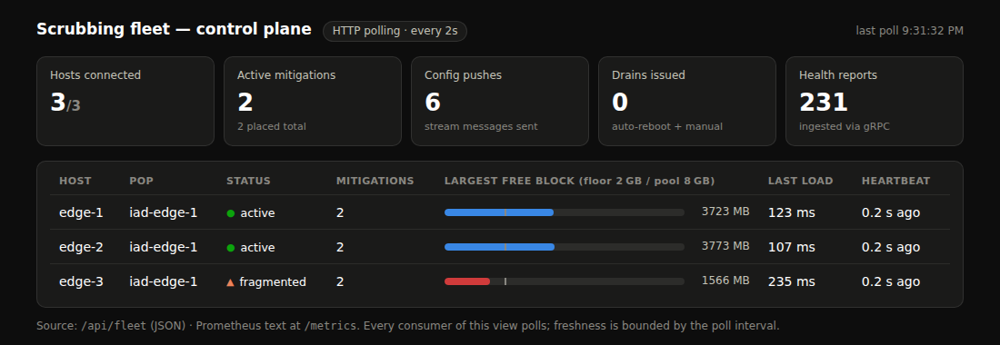 Scrubbing fleet — control plane HTTP polling · every 2s last poll 9:31:32 PM
Hosts connected Active mitigations Config pushes Drains issued Health reports
3/3 2 6 0 231
2 placed total stream messages sent auto-reboot + manual ingested via gRPC
HOST POP STATUS MITIGATIONS LARGEST FREE BLOCK (floor 2 GB / pool 8 GB) LAST LOAD HEARTBEAT
edge-1 iad-edge-1 ● active 2 3723 MB 123 ms 0.2 s ago
edge-2 iad-edge-1 ● active 2 3773 MB 107 ms 0.2 s ago
edge-3 iad-edge-1 ▲ fragmented 2 1566 MB 235 ms 0.2 s ago
Source: /api/fleet (JSON) · Prometheus text at /metrics. Every consumer of this view polls; freshness is bounded by the poll interval.